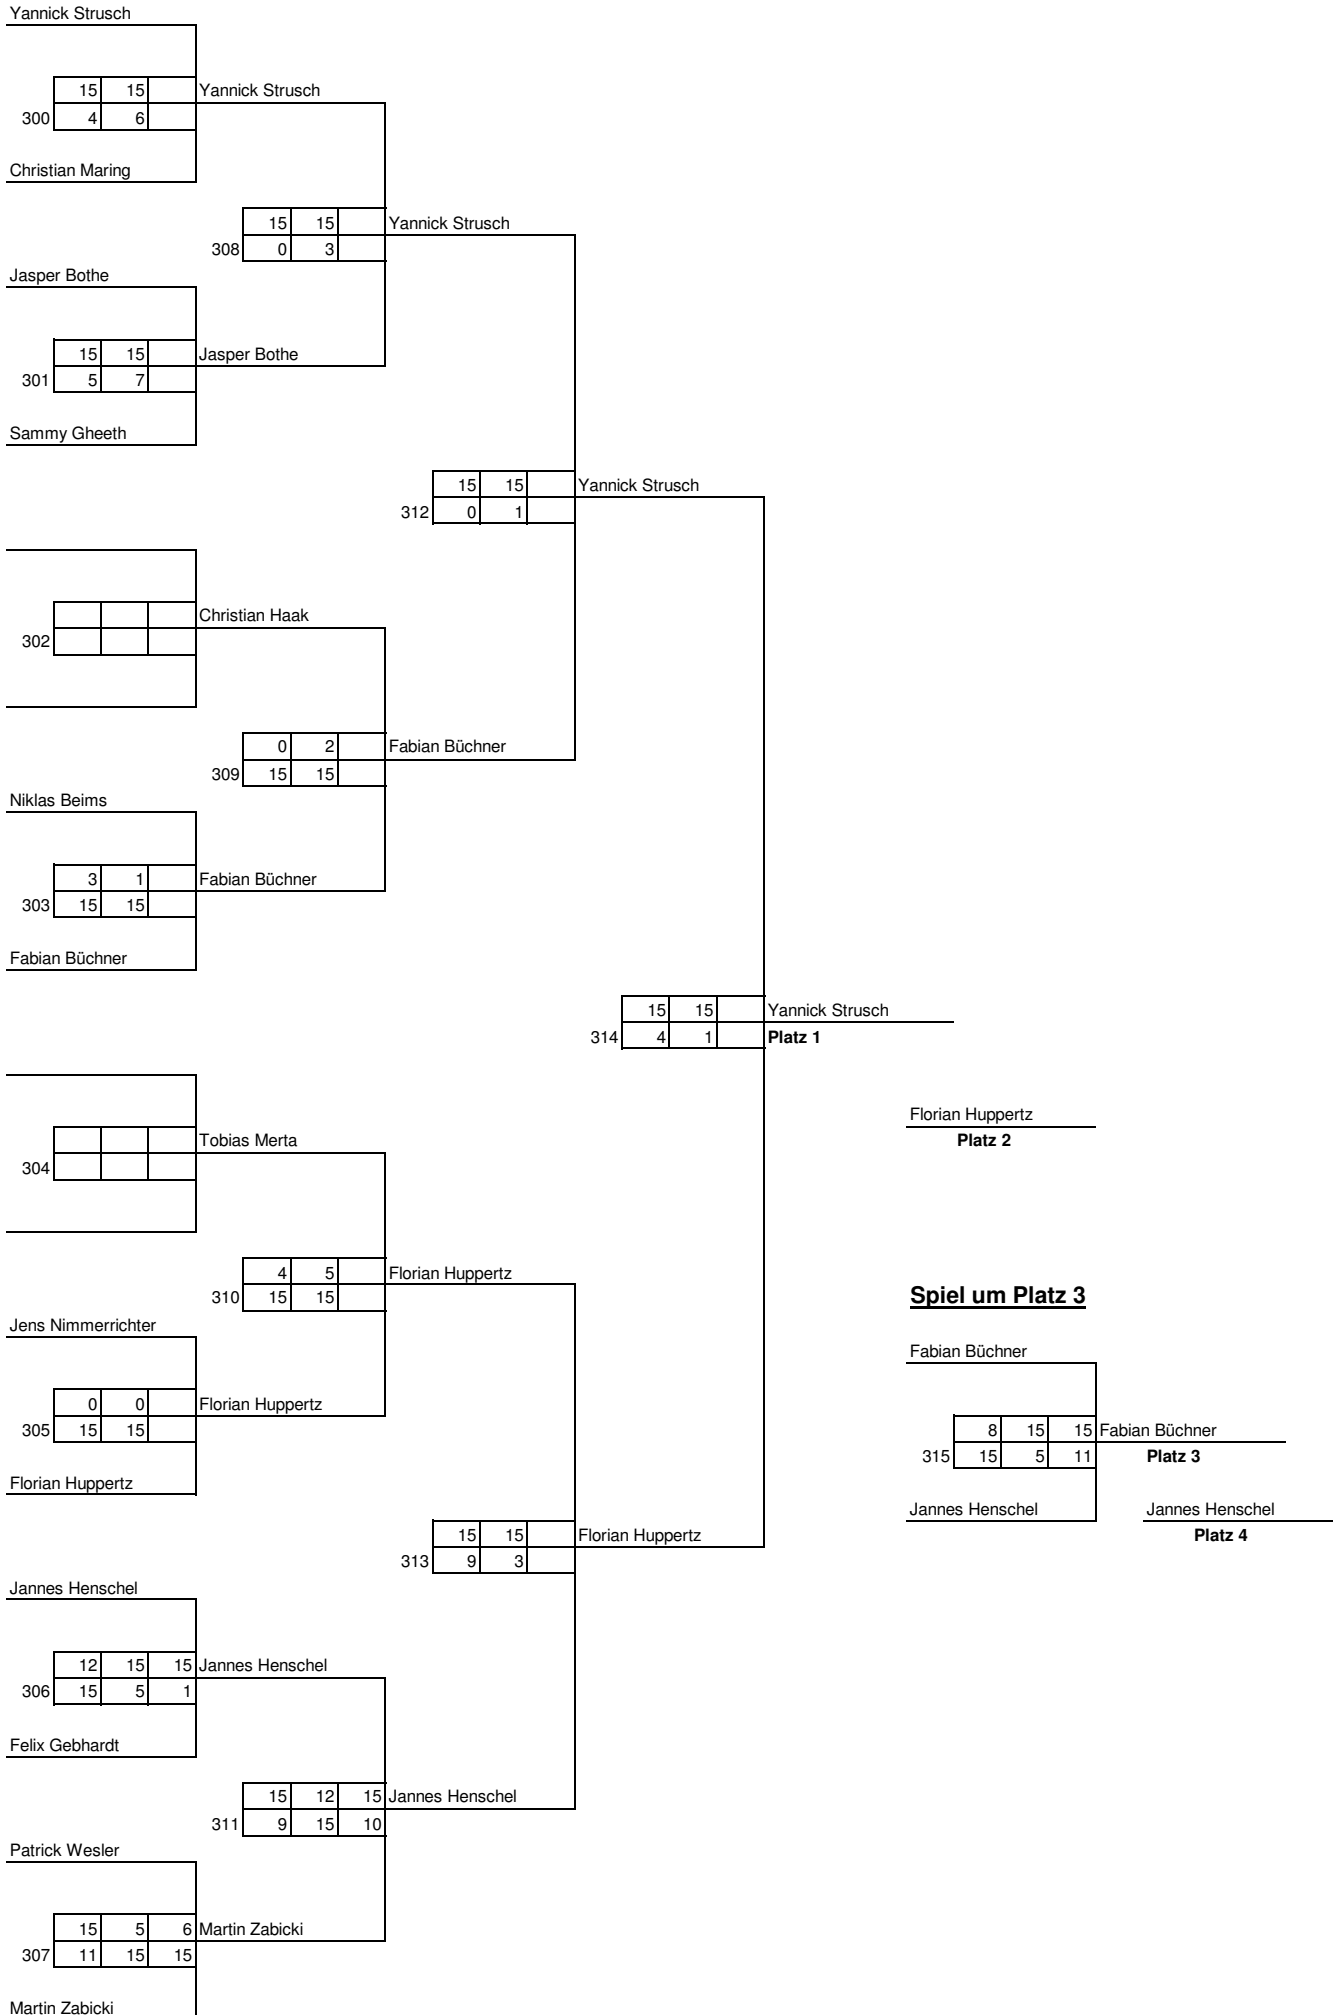 Yannick Strusch
15 15 Yannick Strusch
300 4 6
Christian Maring
15 15 Yannick Strusch
308 0 3
Jasper Bothe
15 15 Jasper Bothe
301 5 7
Sammy Gheeth
15 15 Yannick Strusch
312 0 1
Christian Haak
302
0 2 Fabian Büchner
309 15 15
Niklas Beims
3 1 Fabian Büchner
303 15 15
Fabian Büchner
15 15 Yannick Strusch
314 4 1 Platz 1
Florian Huppertz
Platz 2
Tobias Merta
304
4 5 Florian Huppertz
310 15 15
Spiel um Platz 3
Jens Nimmerrichter
Fabian Büchner
0 0 Florian Huppertz
305 15 15
8 15 15 Fabian Büchner
315 15 5 11 Platz 3
Florian Huppertz
Jannes Henschel Jannes Henschel
Platz 4
15 15 Florian Huppertz
313 9 3
Jannes Henschel
12 15 15 Jannes Henschel
306 15 5 1
Felix Gebhardt
15 12 15 Jannes Henschel
311 9 15 10
Patrick Wesler
15 5 6 Martin Zabicki
307 11 15 15
Martin Zabicki